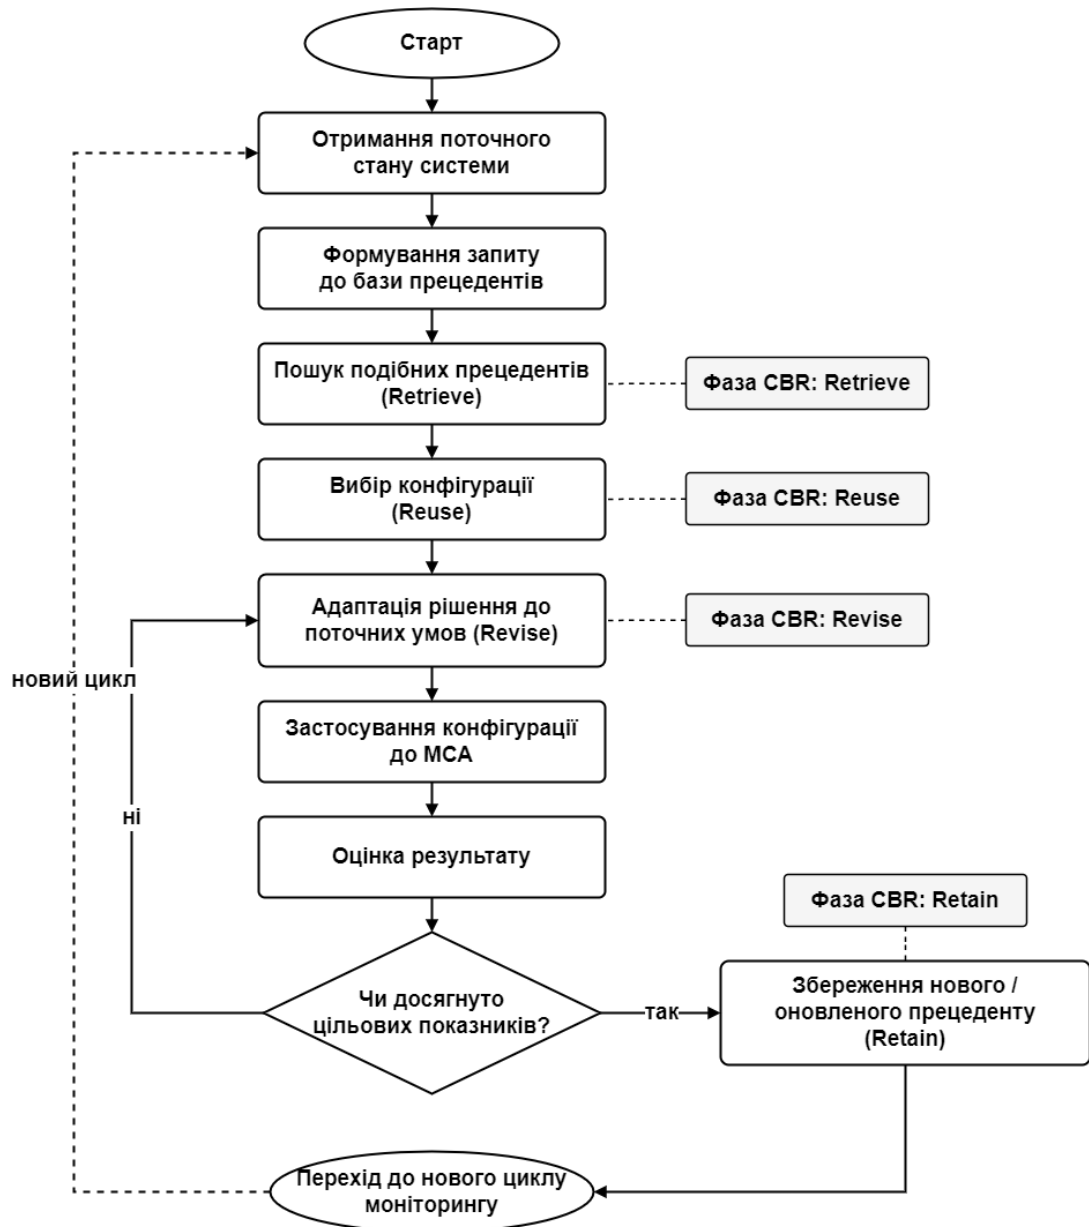 Старт
Отримання поточного
стану системи
Формування запиту
до бази прецедентів
Пошук подібних прецедентів
(Retrieve)
Фаза CBR: Retrieve
Вибір конфігурації
(Reuse)
Фаза CBR: Reuse
Адаптація рішення до
поточних умов (Revise)
Фаза CBR: Revise
новий цикл
Застосування конфігурації
до МСА
ні
Оцінка результату
Фаза CBR: Retain
Чи досягнуто
цільових показників?
так
Збереження нового /
оновленого прецеденту
(Retain)
Перехід до нового циклу
моніторингу